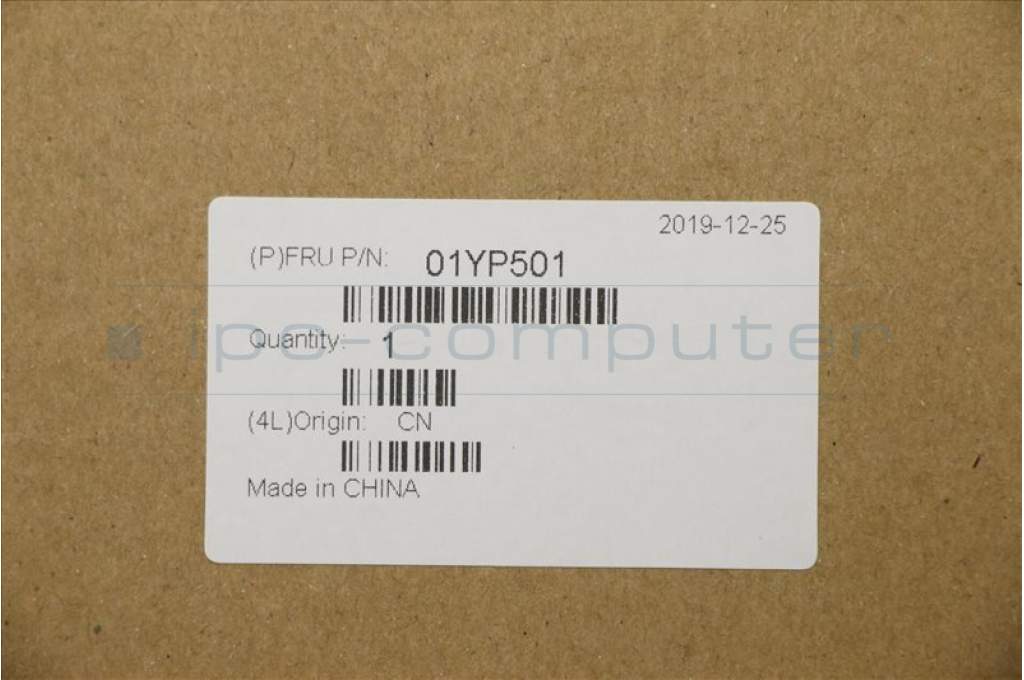 2019-12-25
(P)FRU P/N: 01YP501
ipc-computer
Quantity: 1
(4L)Origin: CN
Made in CHINA